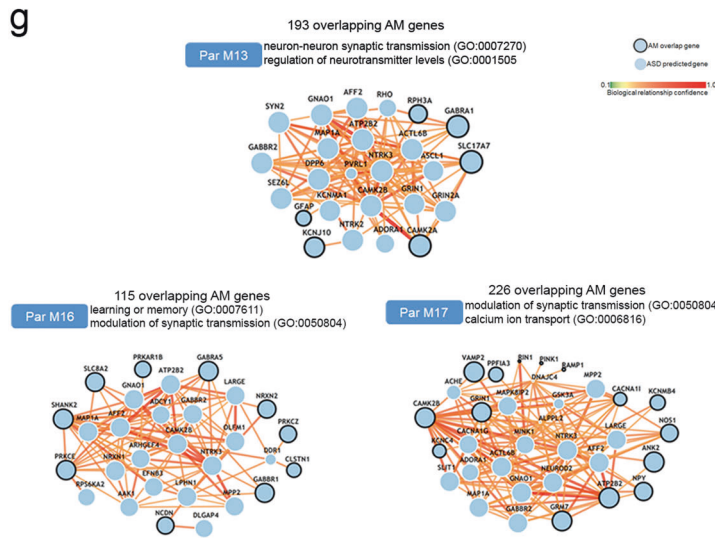 g
193 overlapping AM genes
Par M13
neuron-neuron synaptic transmission (GO:0007270)
regulation of neurotmitter levels (GO:0001505
AM overlap gene
ASD predicted gene
0.1
1.0
Biological relationship confidence
AFF2
RHO
GNAO1
RPH3A
SYN2
ATP2B2
GABRA1
MAP1A
ACTL6B
GABBR2
SLC17A7
NTRK3
ASCL1
DPP6
PVRL1
SEZ6L
CAMK2B
KCNMA1
GRIN1
GRIN2A
GFAP
NTRK2
ADORA1
CAMK2A
KCNJ10
115 overlapping AM genes
Par M16
learning or memory (GO:0007611)
modulation of synaptic transmission (GO:0050804)
PRKAR1B
ATP2B2
GABRA5
SLC8A2
GNAO1
LARGE
ADCY1
GABBR2
NRXN2
SHANK2
AFF2
MAP1A
CAMK2B
OLFM1
PRKCZ
ARHGEF4
NTRK3
DDR1
PRKCE
NRXN1
CLSTN1
EFNB3
LPHN1
GABBR1
RPS6KA2
AAK1
MPP2
NCDN
DLGAP4
226 overlapping AM genes
Par M17
modulation of synaptic transmission (GO:0050804
calcium ion transport (GO:0006816)
VAMP2
PPFIA3
RIN1
PINK1
RAMP1
DNAJC4
MPP2
ACHE
MAPK8IP2
GSK3A
CACNA1I
KCNMB4
CAMK2B
GRIN1
ALPPL2
CACNA1G
MINK1
LARGE
NOS1
KCNC4
NTRK3
ACTL6B
AFF2
ANK2
ADORA1
SLIT1
NEUROD2
ATP2B2
NPY
GNAO1
MAP1A
GABBR2
GRM7